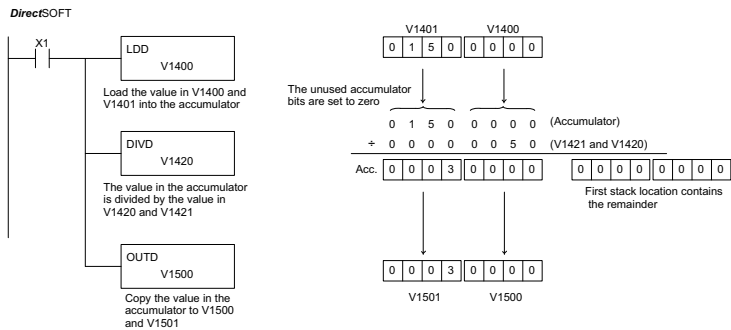 DirectSOFT
X1
LDD
V1400
Load the value in V1400 and
V1401 into the accumulator
DIVD
V1420
The value in the accumulator
is divided by the value in
V1420 and V1421
OUTD
V1500
Copy the value in the
accumulator to V1500
and V1501
V1401 V1400
0 1 5 0 0 0 0 0
The unused accumulator
bits are set to zero
0 1 5 0 0 0 0 0 (Accumulator)
÷ 0 0 0 0 0 0 5 0 (V1421 and V1420)
Acc. 0 0 0 3 0 0 0 0 0 0 0 0 0 0 0 0
First stack location contains
the remainder
0 0 0 3 0 0 0 0
V1501 V1500